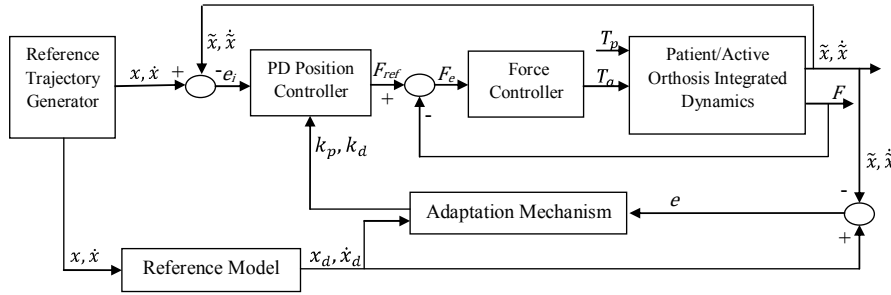 x̃, ẋ̃
Reference
Trajectory
Generator
x, ẋ
+
-
e_i
PD Position
Controller
F_ref
+
-
F_e
Force
Controller
T_p
T_a
Patient/Active
Orthosis Integrated
Dynamics
x̃, ẋ̃
F
k_p, k_d
x̃, ẋ̃
-
Adaptation Mechanism
e
+
x, ẋ
Reference Model
x_d, ẋ_d